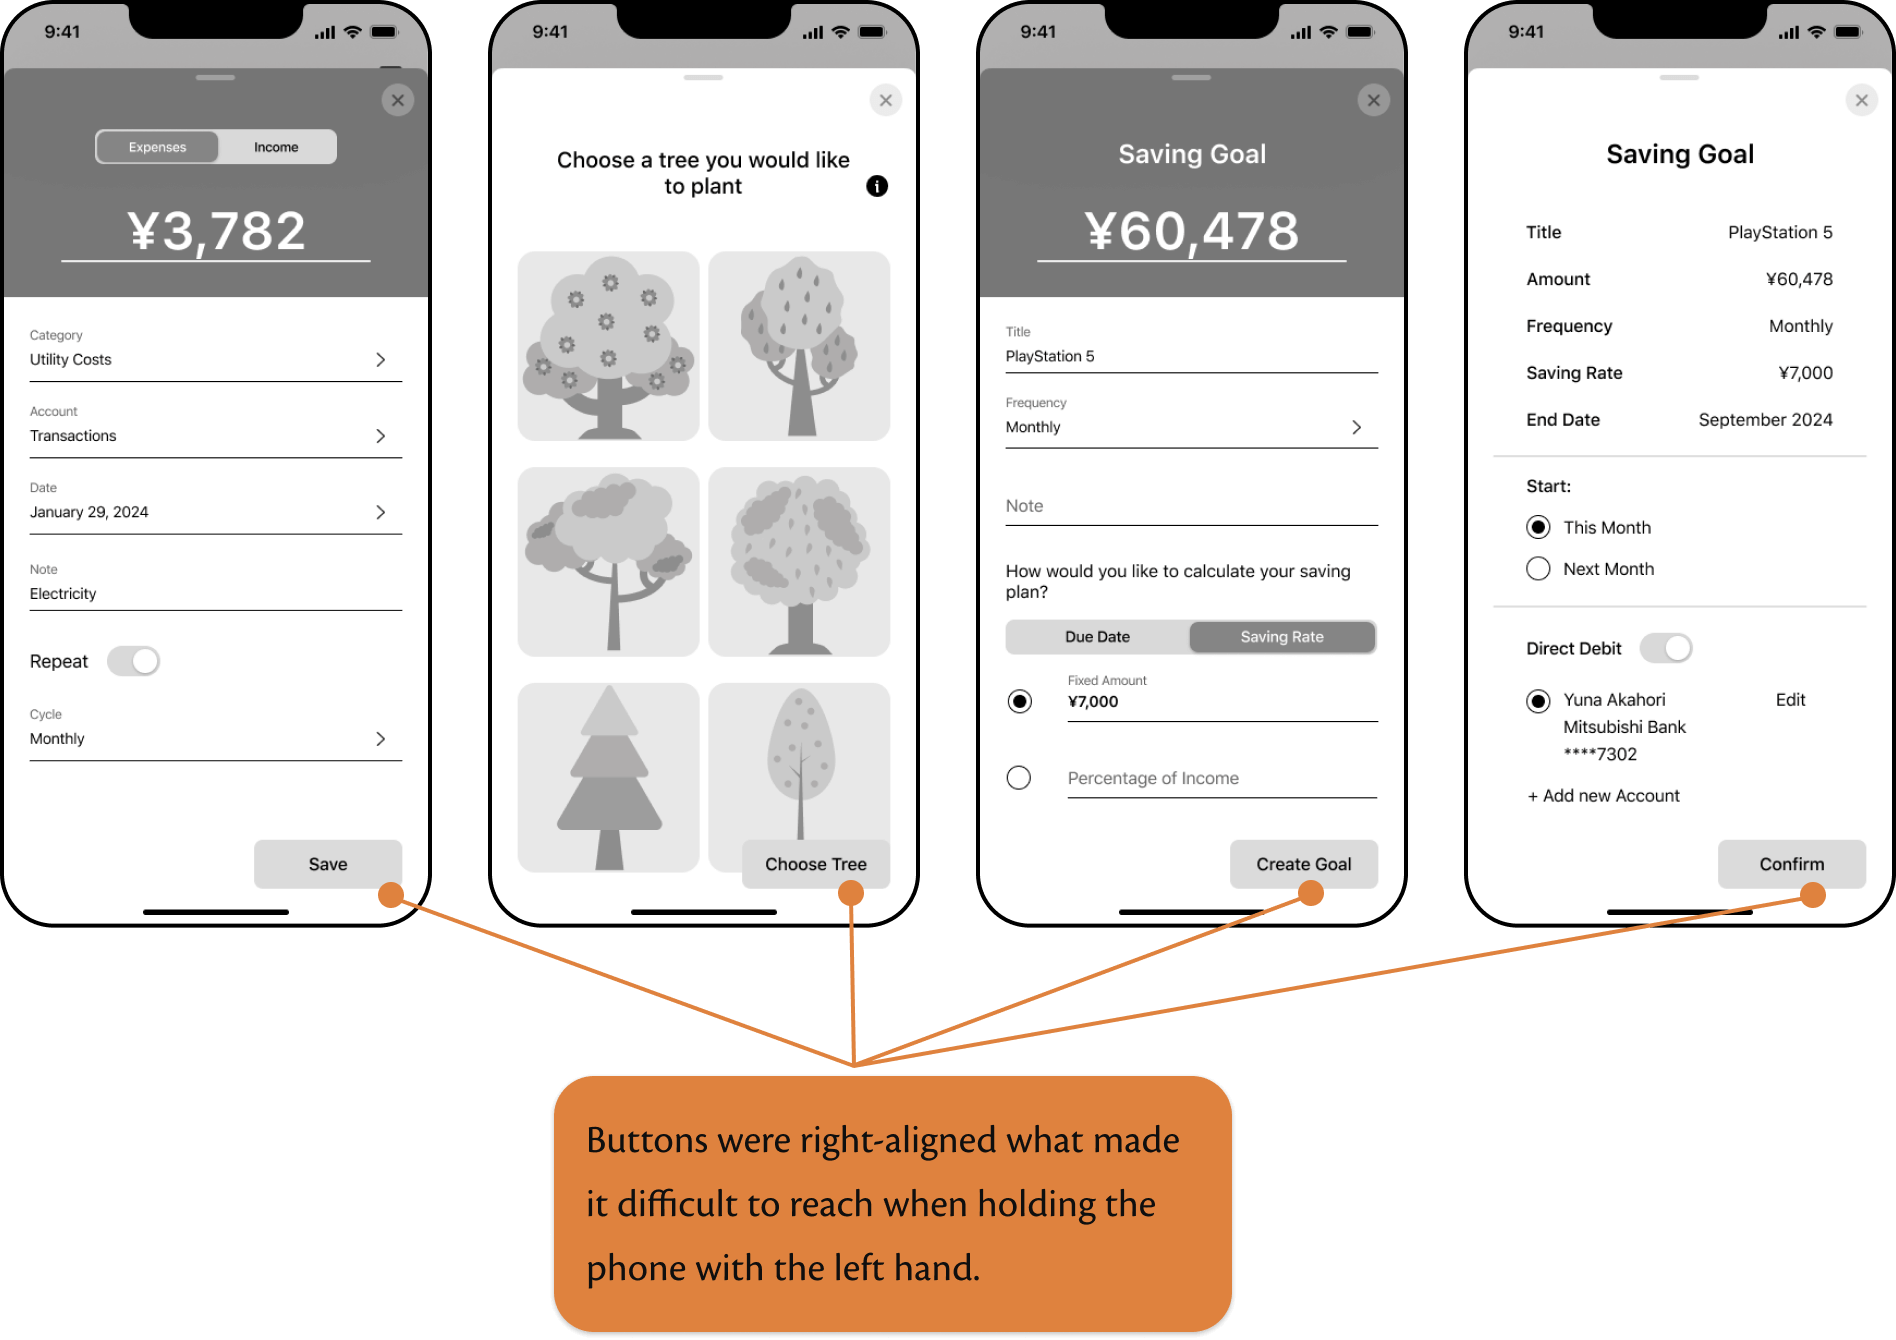 9:41
Expenses
Income
¥3,782
Category
Utility Costs
Account
Transactions
Date
January 29, 2024
Note
Electricity
Repeat
Cycle
Monthly
Save
9:41
Choose a tree you would like
to plant
i
Choose Tree
9:41
Saving Goal
¥60,478
Title
PlayStation 5
Frequency
Monthly
Note
How would you like to calculate your saving
plan?
Due Date
Saving Rate
Fixed Amount
¥7,000
Percentage of Income
Create Goal
9:41
Saving Goal
Title PlayStation 5
Amount ¥60,478
Frequency Monthly
Saving Rate ¥7,000
End Date September 2024
Start:
This Month
Next Month
Direct Debit
Yuna Akahori Edit
Mitsubishi Bank
****7302
+ Add new Account
Confirm
Buttons were right-aligned what made
it difficult to reach when holding the
phone with the left hand.